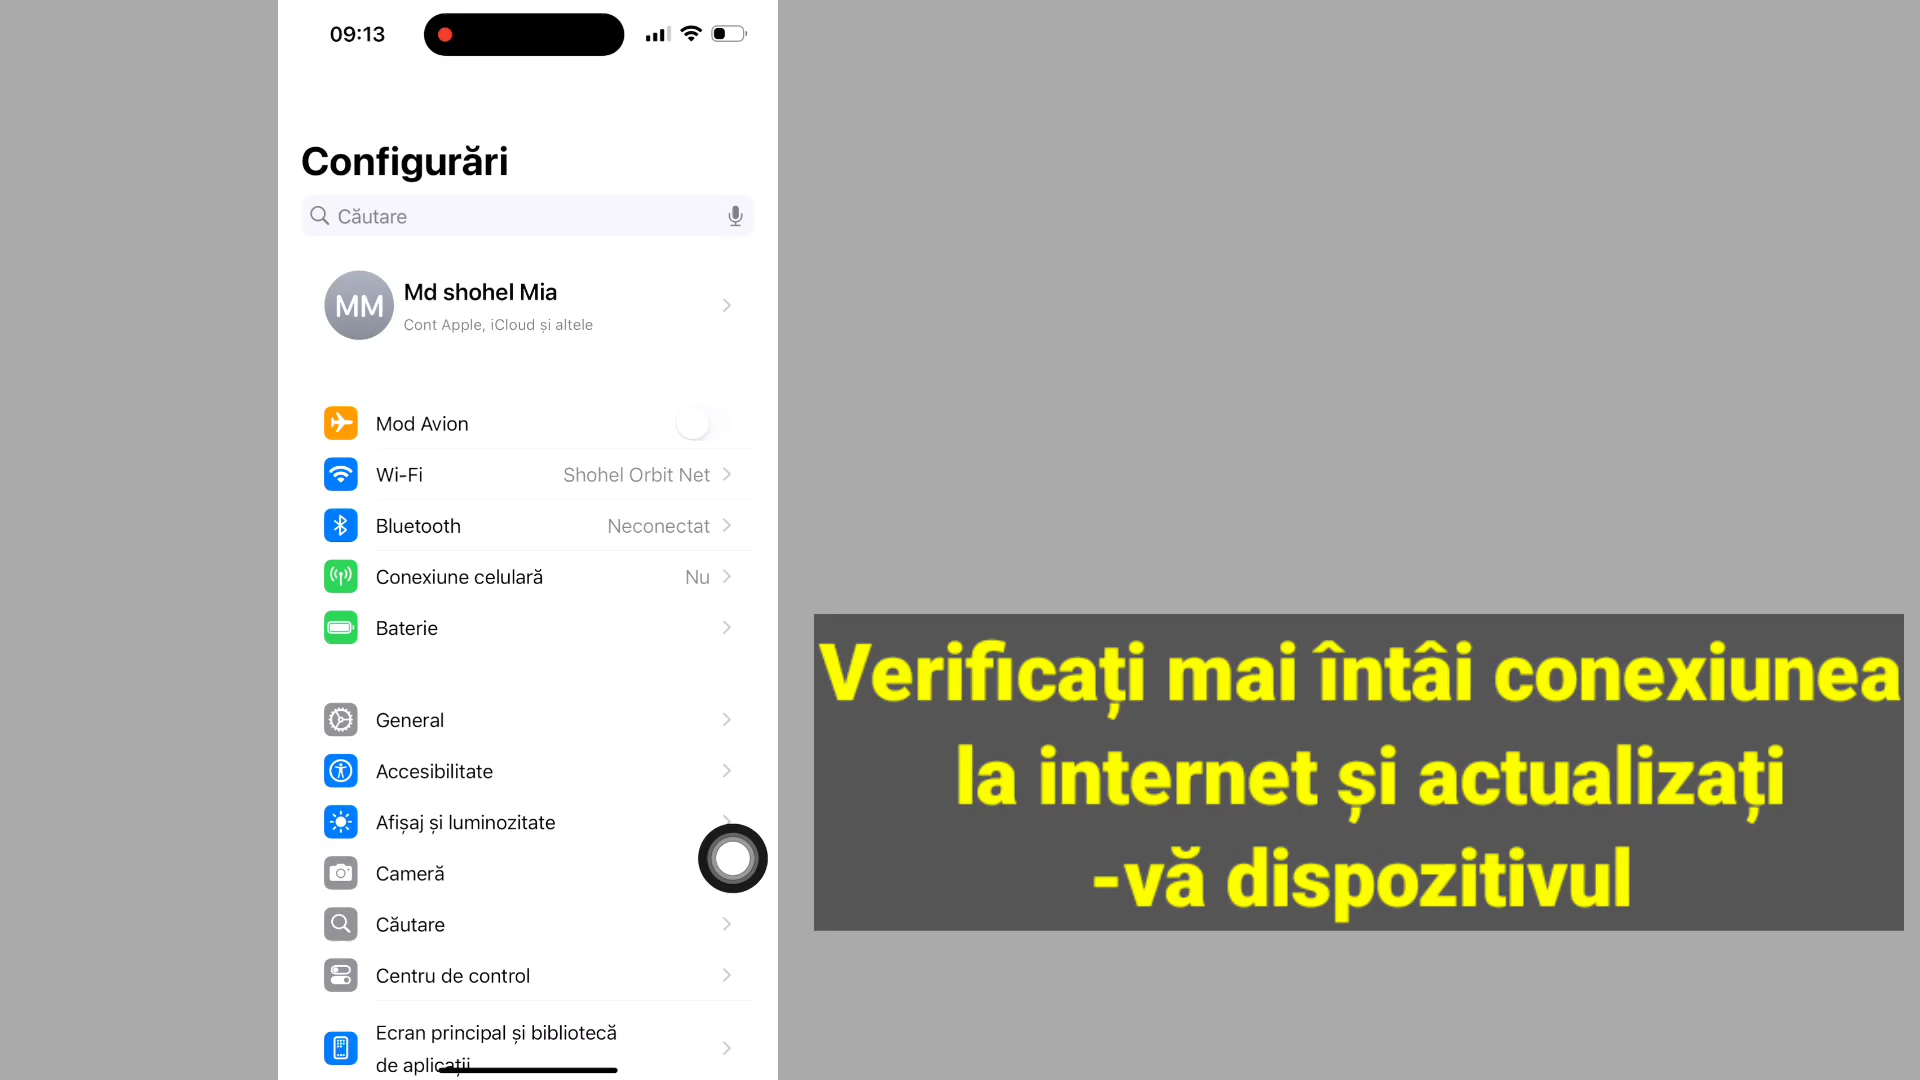 09:13
Configurări
Căutare
MM
Md shohel Mia
Cont Apple, iCloud și altele
Mod Avion
Wi-Fi
Shohel Orbit Net
Bluetooth
Neconectat
Conexiune celulară
Nu
Baterie
General
Accesibilitate
Afișaj și luminozitate
Cameră
Căutare
Centru de control
Ecran principal și bibliotecă
de aplicații
Verificați mai întâi conexiunea
la internet și actualizați
-vă dispozitivul